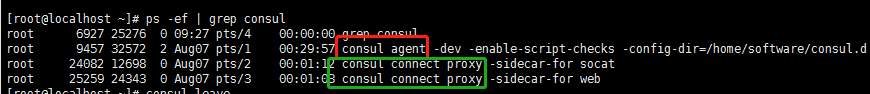 [root@localhost ~]# ps -ef | grep consul
root 6927 25276 0 09:27 pts/4 00:00:00 grep consul
root 9457 32572 2 Aug07 pts/1 00:29:57 consul agent -dev -enable-script-checks -config-dir=/home/software/consul.d
root 24082 12698 0 Aug07 pts/2 00:01:12 consul connect proxy -sidecar-for socat
root 25259 24343 0 Aug07 pts/3 00:01:03 consul connect proxy -sidecar-for web
[root@localhost ~]# consul leave